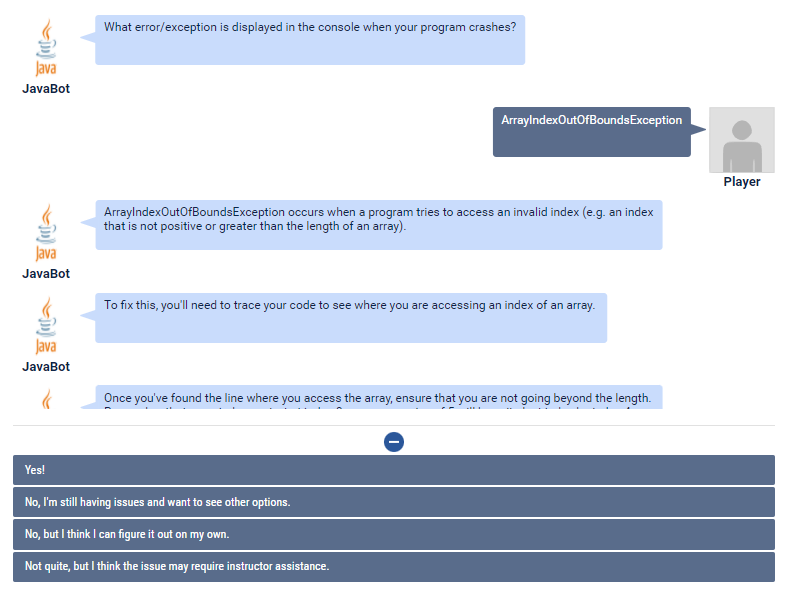 What error/exception is displayed in the console when your program crashes?
Java
JavaBot
ArrayIndexOutOfBoundsException
Player
ArrayIndexOutOfBoundsException occurs when a program tries to access an invalid index (e.g. an index
that is not positive or greater than the length of an array).
Java
JavaBot
To fix this, you'll need to trace your code to see where you are accessing an index of an array.
Java
JavaBot
Once you've found the line where you access the array, ensure that you are not going beyond the length.
Yes!
No, I'm still having issues and want to see other options.
No, but I think I can figure it out on my own.
Not quite, but I think the issue may require instructor assistance.